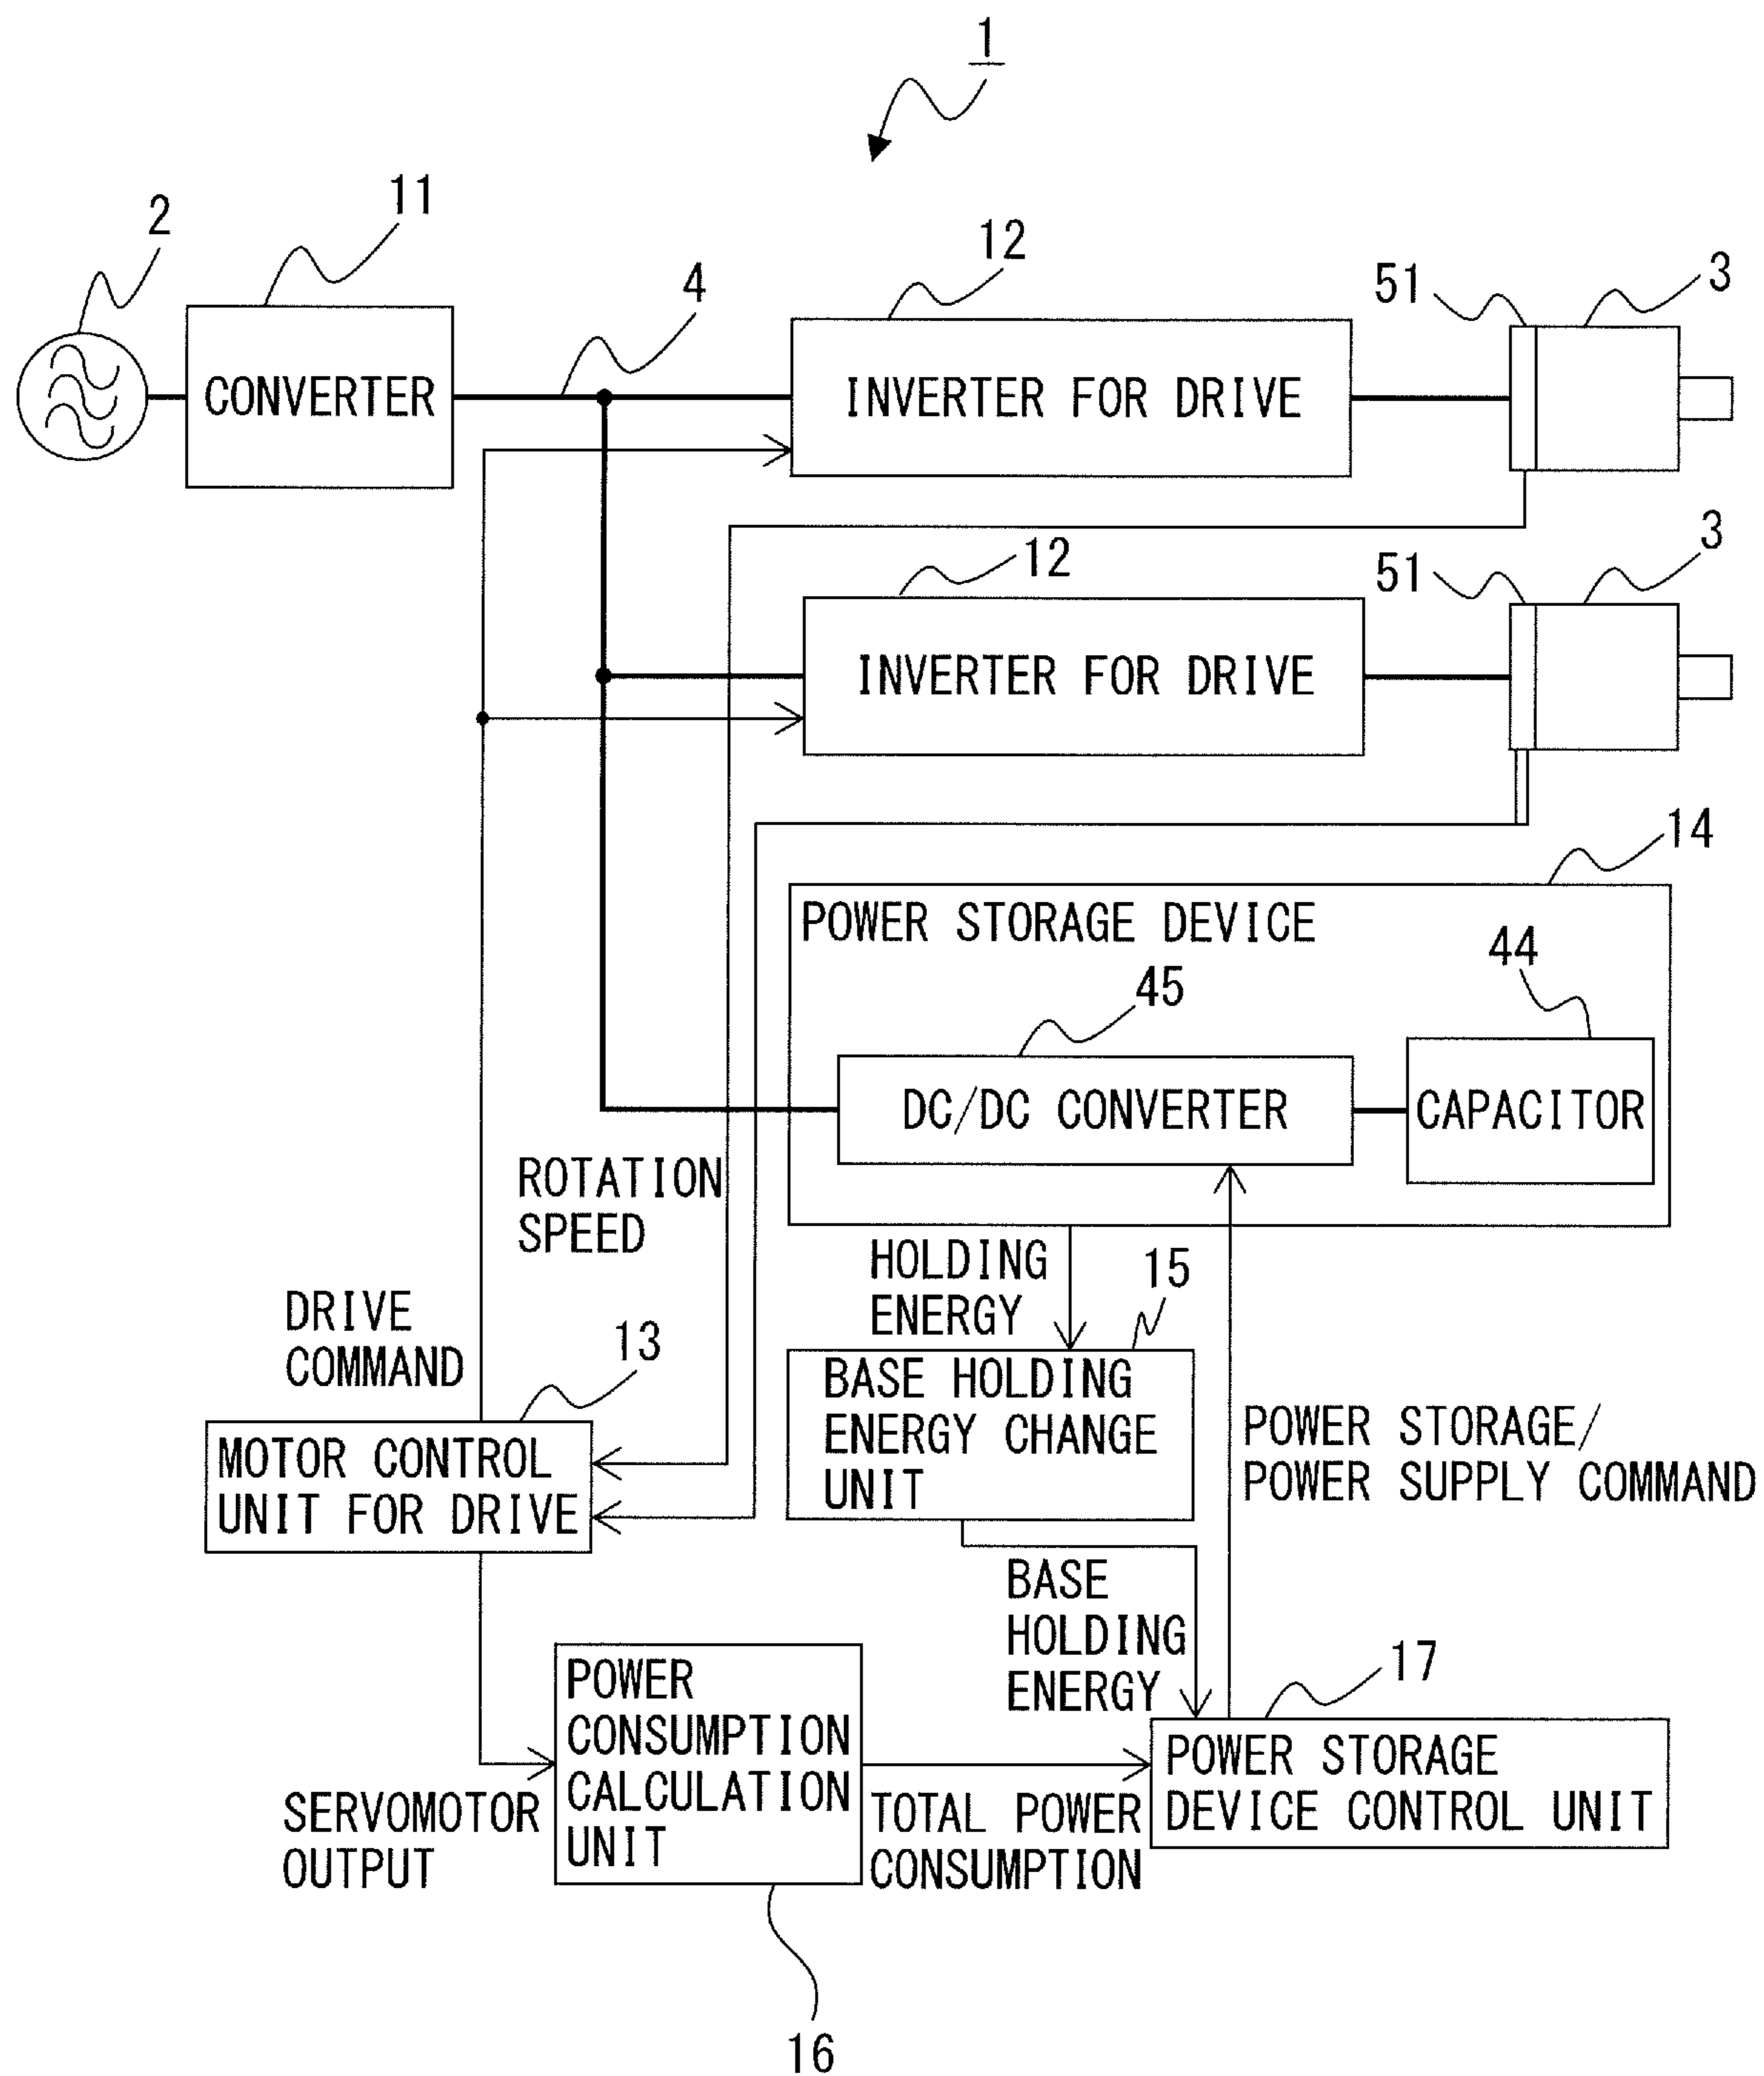 1
2
11
4
12
51
3
CONVERTER
INVERTER FOR DRIVE
12
51
3
INVERTER FOR DRIVE
14
POWER STORAGE DEVICE
45
44
DC/DC CONVERTER
CAPACITOR
ROTATION
SPEED
HOLDING
ENERGY
15
DRIVE
COMMAND
13
BASE HOLDING
ENERGY CHANGE
UNIT
POWER STORAGE/
POWER SUPPLY COMMAND
MOTOR CONTROL
UNIT FOR DRIVE
BASE
HOLDING
ENERGY
17
POWER
CONSUMPTION
CALCULATION
UNIT
POWER STORAGE
DEVICE CONTROL UNIT
SERVOMOTOR
OUTPUT
TOTAL POWER
CONSUMPTION
16